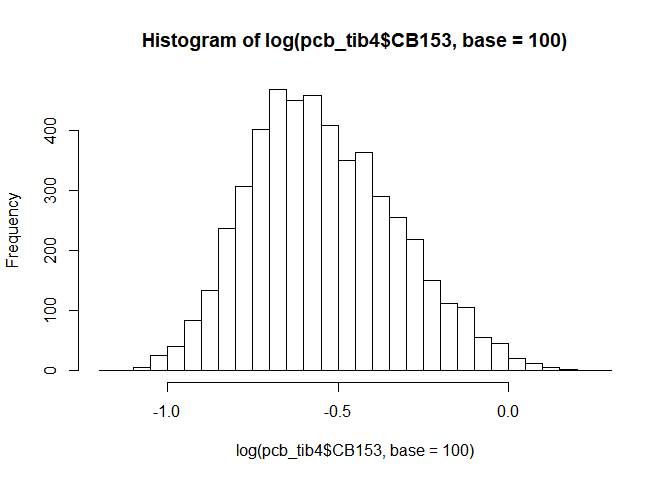 Histogram of log(pcb_tib4$CB153, base = 100)
Frequency
400
300
200
100
0
-1.0 -0.5 0.0
log(pcb_tib4$CB153, base = 100)